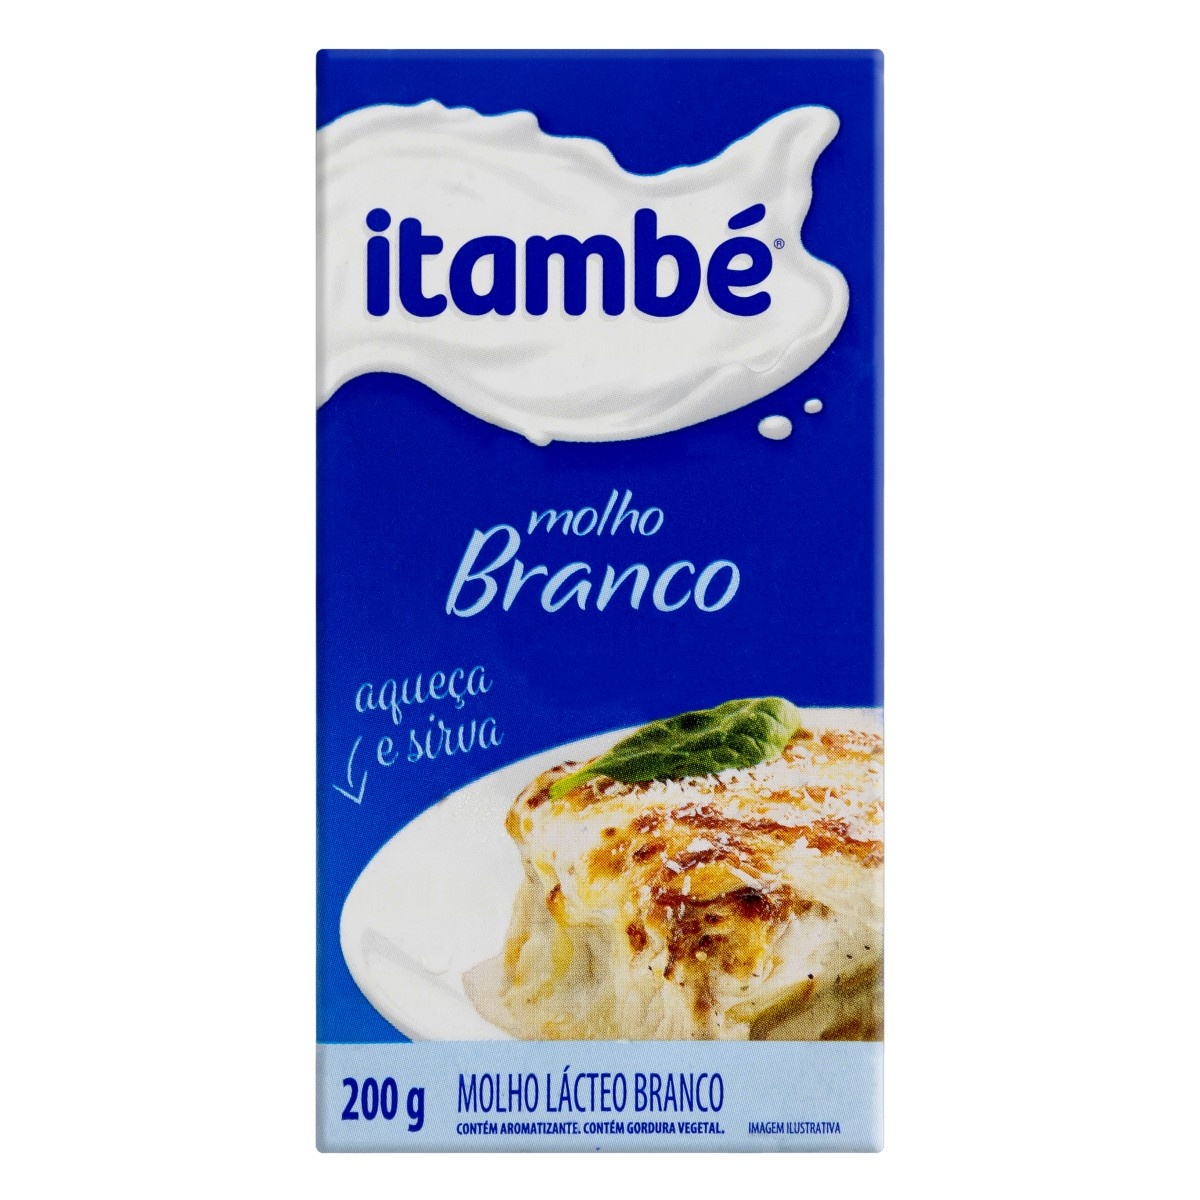 itambé®
molho
Branco
aqueça
e sirva
200 g
MOLHO LÁCTEO BRANCO
CONTÉM AROMATIZANTE. CONTÉM GORDURA VEGETAL.
IMAGEM ILUSTRATIVA